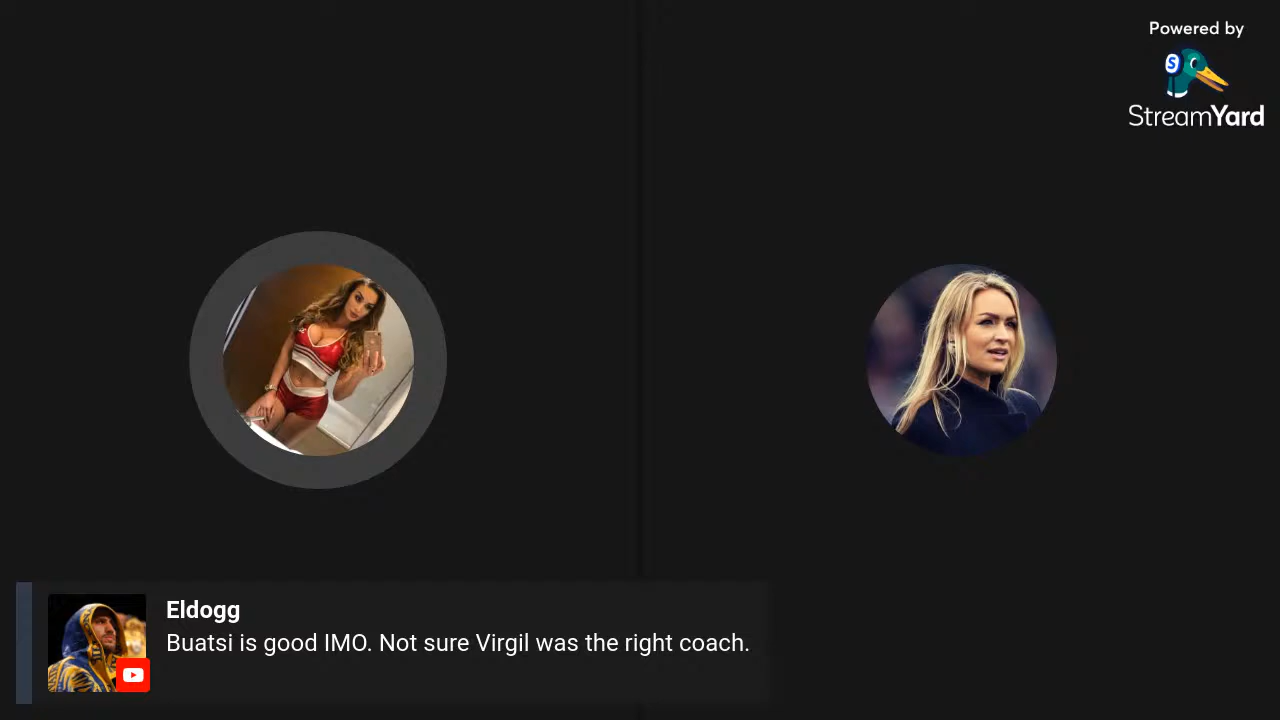 Powered by
S
StreamYard
Eldogg
Buatsi is good IMO. Not sure Virgil was the right coach.